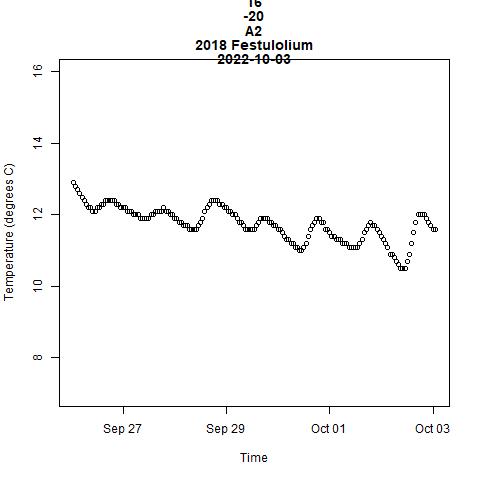 16
-20
A2
2018 Festulolium
2022-10-03
Temperature (degrees C)
16
14
12
10
8
Sep 27
Sep 29
Oct 01
Oct 03
Time